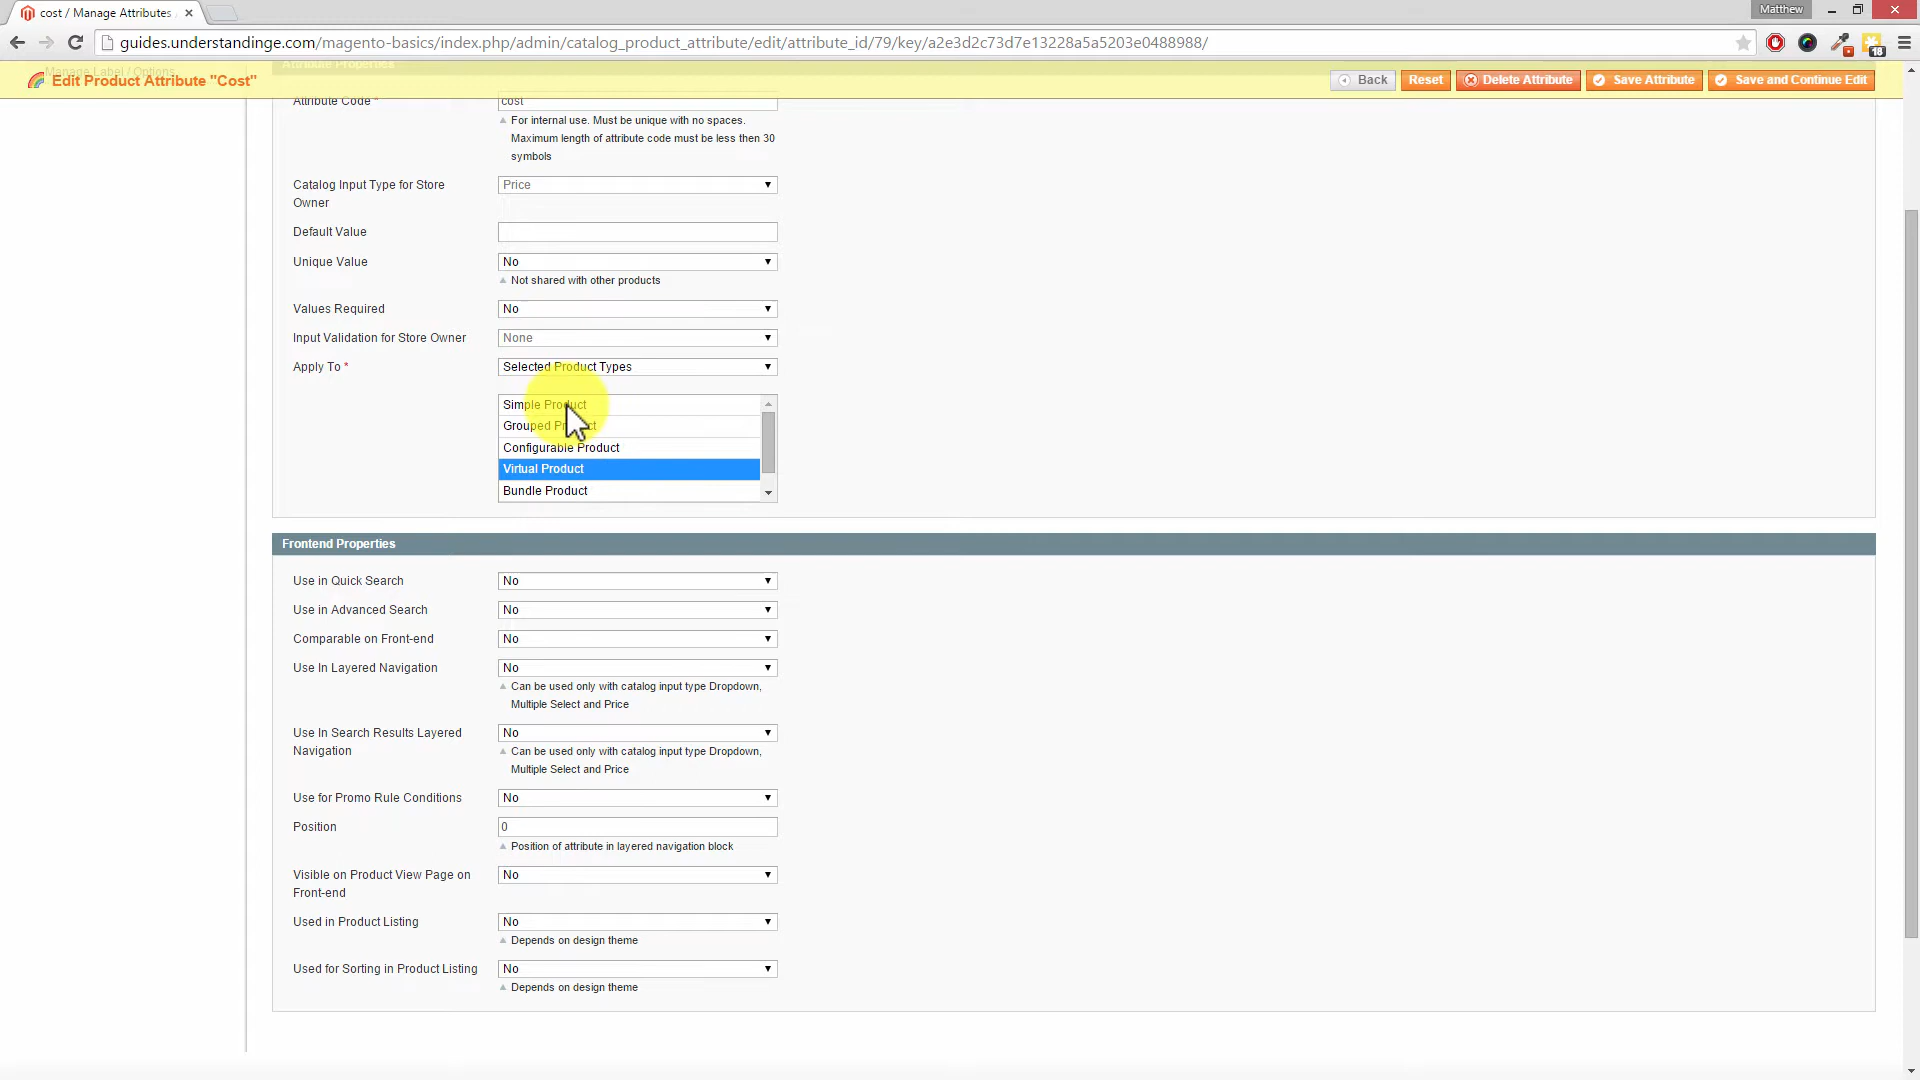 cost / Manage Attributes
Matthew
guides.understandinge.com/magento-basics/index.php/admin/catalog_product_attribute/edit/attribute_id/79/key/a2e3d2c73d7e13228a5a5203e0488988/
18
Manage Label / Options
Attribute Properties
Edit Product Attribute "Cost"
Back
Reset
Delete Attribute
Save Attribute
Save and Continue Edit
Attribute Code *
cost
For internal use. Must be unique with no spaces.
Maximum length of attribute code must be less then 30
symbols
Catalog Input Type for Store
Owner
Price
Default Value
Unique Value
No
Not shared with other products
Values Required
No
Input Validation for Store Owner
None
Apply To *
Selected Product Types
Simple Product
Grouped Product
Configurable Product
Virtual Product
Bundle Product
Frontend Properties
Use in Quick Search
No
Use in Advanced Search
No
Comparable on Front-end
No
Use In Layered Navigation
No
Can be used only with catalog input type Dropdown,
Multiple Select and Price
Use In Search Results Layered
Navigation
No
Can be used only with catalog input type Dropdown,
Multiple Select and Price
Use for Promo Rule Conditions
No
Position
0
Position of attribute in layered navigation block
Visible on Product View Page on
Front-end
No
Used in Product Listing
No
Depends on design theme
Used for Sorting in Product Listing
No
Depends on design theme